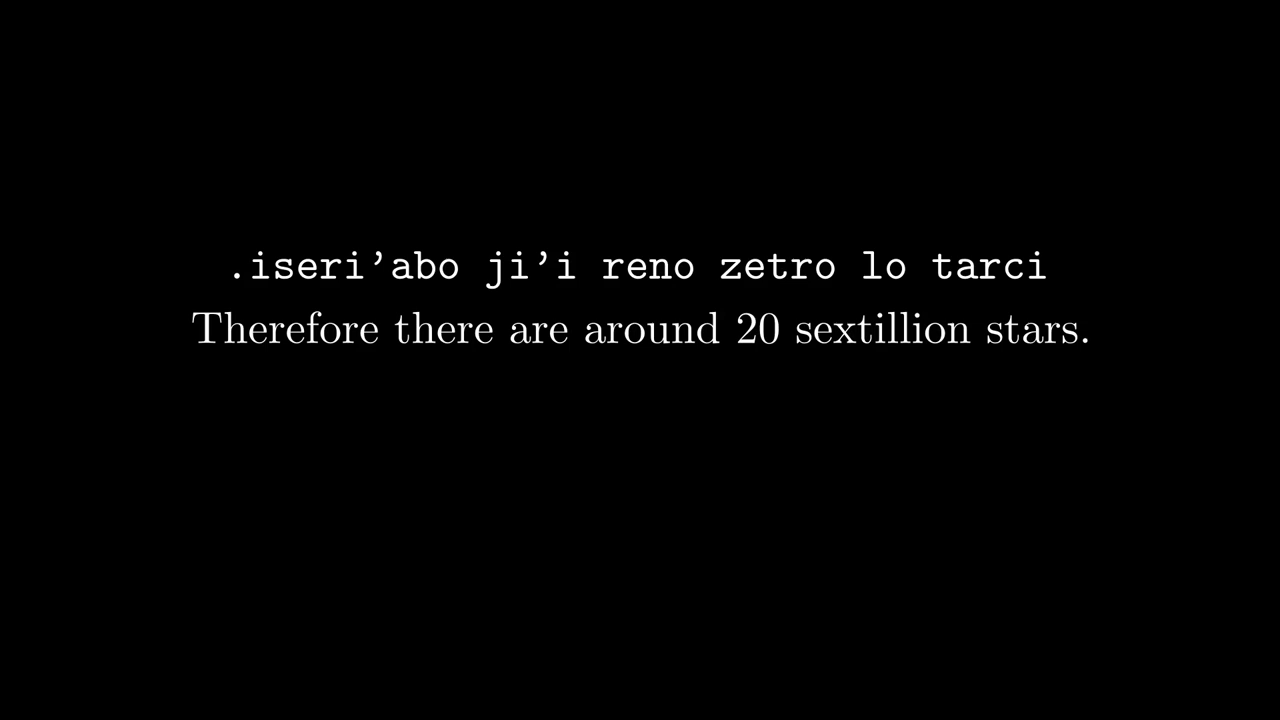 .iseri’abo ji’i reno zetro lo tarci
Therefore there are around 20 sextillion stars.